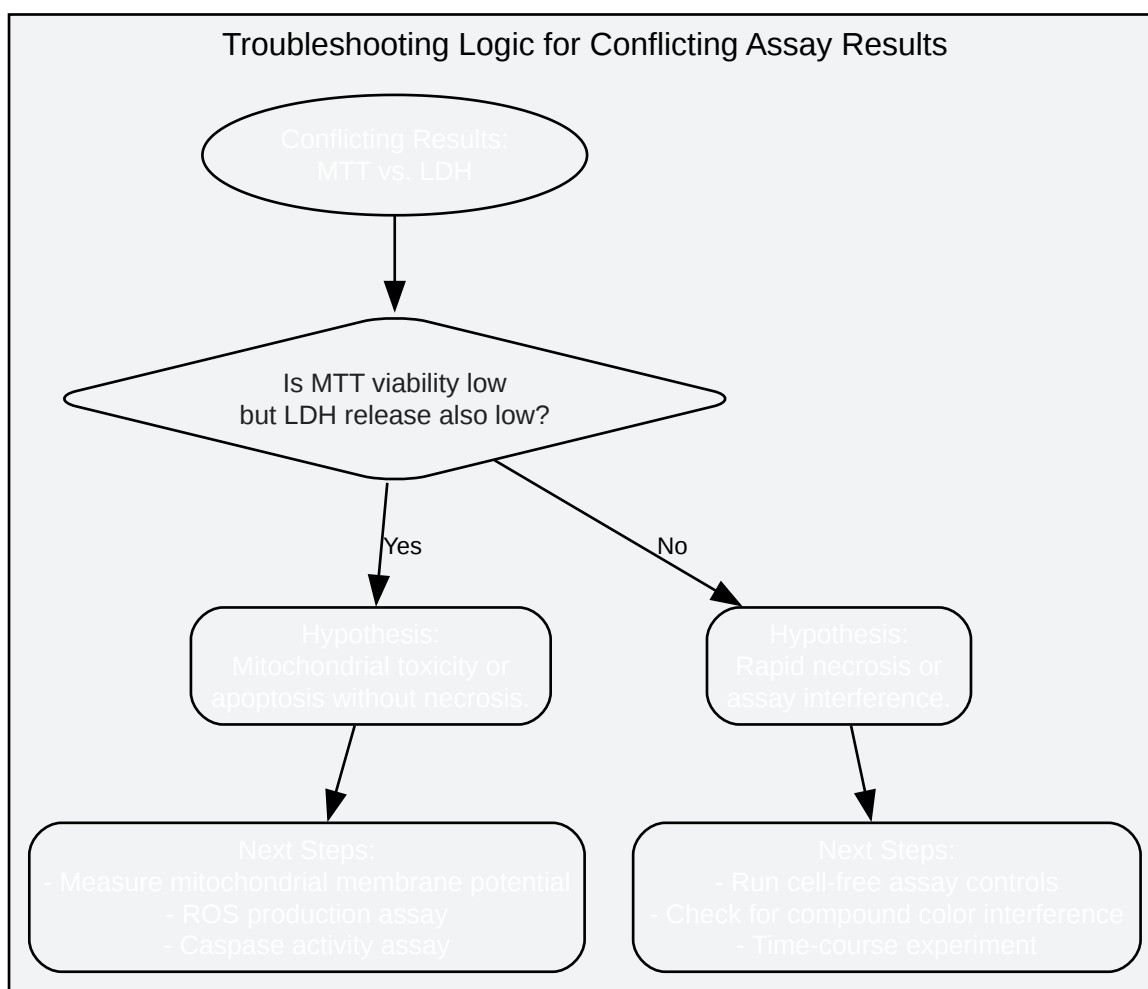 Troubleshooting Logic for Conflicting Assay Results
Conflicting Results:
MTT vs. LDH
Is MTT viability low
but LDH release also low?
Yes
No
Hypothesis:
Mitochondrial toxicity or
apoptosis without necrosis.
Hypothesis:
Rapid necrosis or
assay interference.
Next Steps:
- Measure mitochondrial membrane potential
- ROS production assay
- Caspase activity assay
Next Steps:
- Run cell-free assay controls
- Check for compound color interference
- Time-course experiment